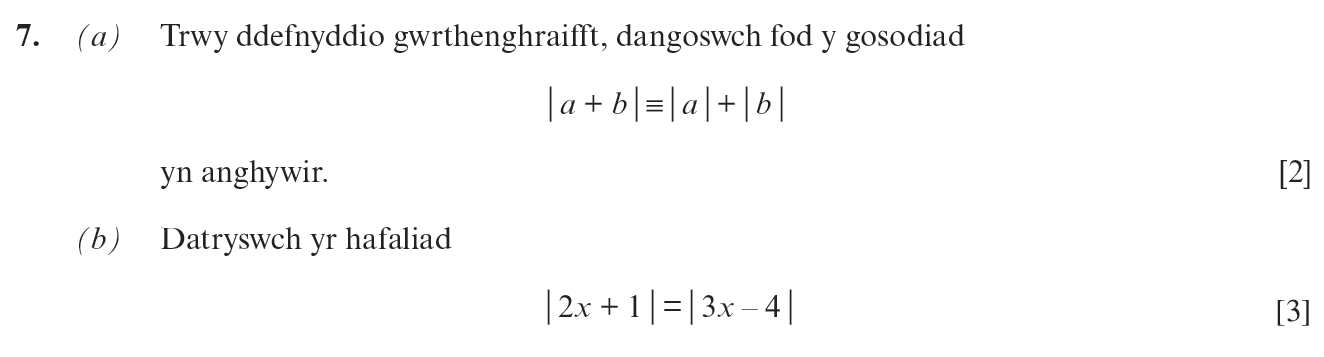 7. (a) Trwy ddefnyddio gwrthenghraifft, dangoswch fod y gosodiad
|a + b| ≡ |a| + |b|
yn anghywir. [2]
(b) Datryswch yr hafaliad
|2x + 1| = |3x – 4| [3]